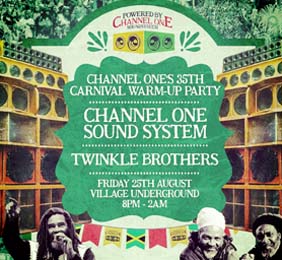 POWERED BY
CHANNEL ONE
SOUNDSYSTEM
CHANNEL ONE'S 35TH
CARNIVAL WARM-UP PARTY
CHANNEL ONE
SOUND SYSTEM
TWINKLE BROTHERS
FRIDAY 25TH AUGUST
VILLAGE UNDERGROUND
8PM - 2AM